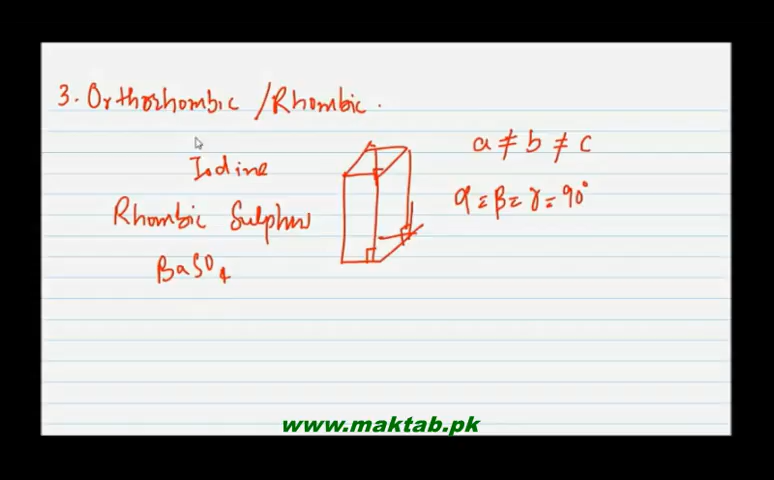 3. Orthorhombic /Rhombic.
a ≠ b ≠ c
Iodine
α = β = γ = 90°
Rhombic Sulphur
BaSO4
www.maktab.pk